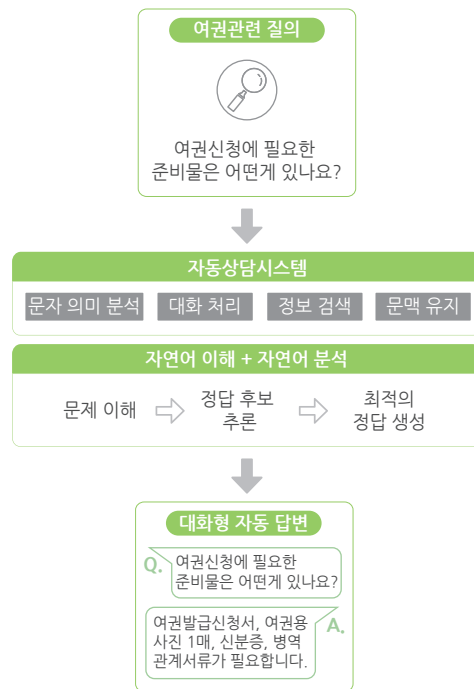 여권관련 질의
여권신청에 필요한
준비물은 어떤게 있나요?
자동상담시스템
문자 의미 분석
대화 처리
정보 검색
문맥 유지
자연어 이해 + 자연어 분석
문제 이해
정답 후보
추론
최적의
정답 생성
대화형 자동 답변
Q.
여권신청에 필요한
준비물은 어떤게 있나요?
여권발급신청서, 여권용
사진 1매, 신분증, 병역
관계서류가 필요합니다.
A.